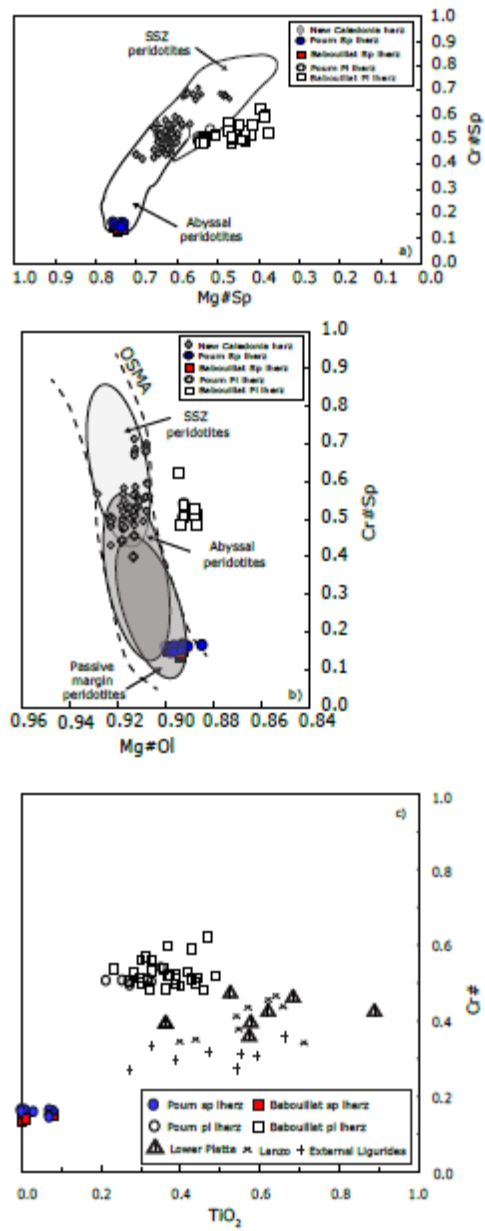 SSZ
peridotites
New Caledonia lherz
Poum Sp lherz
Babouillat Sp lherz
Poum Pl lherz
Babouillat Pl lherz
Abyssal
peridotites
a)
1.0
0.9
0.8
0.7
0.6
0.5
0.4
0.3
0.2
0.1
0.0
Cr#Sp
1.0 0.9 0.8 0.7 0.6 0.5 0.4 0.3 0.2 0.1 0.0
Mg#Sp
OSMA
New Caledonia lherz
Poum Sp lherz
Babouillat Sp lherz
Poum Pl lherz
Babouillat Pl lherz
SSZ
peridotites
Abyssal
peridotites
Passive
margin
peridotites
b)
1.0
0.9
0.8
0.7
0.6
0.5
0.4
0.3
0.2
0.1
0.0
Cr#Sp
0.96 0.94 0.92 0.90 0.88 0.86 0.84
Mg#Ol
c)
1.0
0.8
0.6
0.4
0.2
0.0
Cr#
Poum sp lherz Babouillat sp lherz
Poum pl lherz Babouillat pl lherz
Lower Platta Lanzo External Ligurides
0.0 0.2 0.4 0.6 0.8 1.0
TiO2